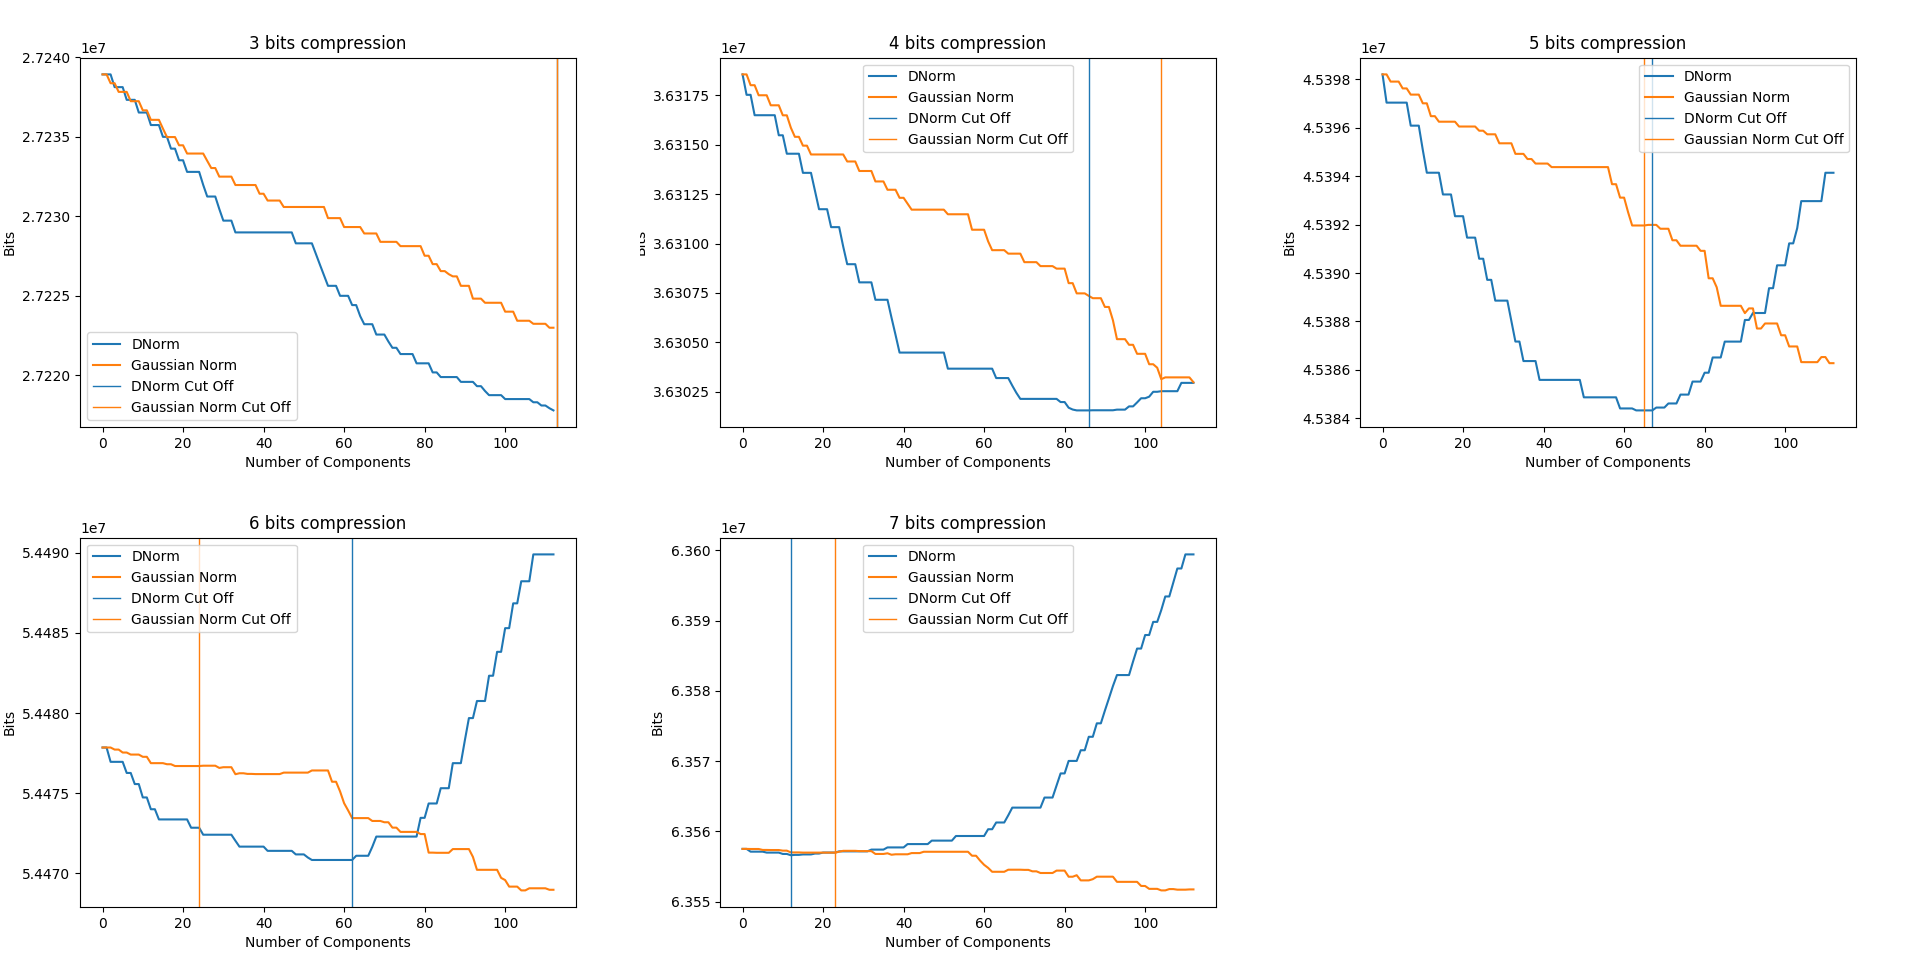 3 bits compression
1e7
2.7240
2.7235
2.7230
2.7225
2.7220
Bits
DNorm
Gaussian Norm
DNorm Cut Off
Gaussian Norm Cut Off
0 20 40 60 80 100
Number of Components
4 bits compression
1e7
3.63175
3.63150
3.63125
3.63100
3.63075
3.63050
3.63025
Bits
DNorm
Gaussian Norm
DNorm Cut Off
Gaussian Norm Cut Off
0 20 40 60 80 100
Number of Components
5 bits compression
1e7
4.5398
4.5396
4.5394
4.5392
4.5390
4.5388
4.5386
4.5384
Bits
DNorm
Gaussian Norm
DNorm Cut Off
Gaussian Norm Cut Off
0 20 40 60 80 100
Number of Components
6 bits compression
1e7
5.4490
5.4485
5.4480
5.4475
5.4470
Bits
DNorm
Gaussian Norm
DNorm Cut Off
Gaussian Norm Cut Off
0 20 40 60 80 100
Number of Components
7 bits compression
1e7
6.360
6.359
6.358
6.357
6.356
6.355
Bits
DNorm
Gaussian Norm
DNorm Cut Off
Gaussian Norm Cut Off
0 20 40 60 80 100
Number of Components